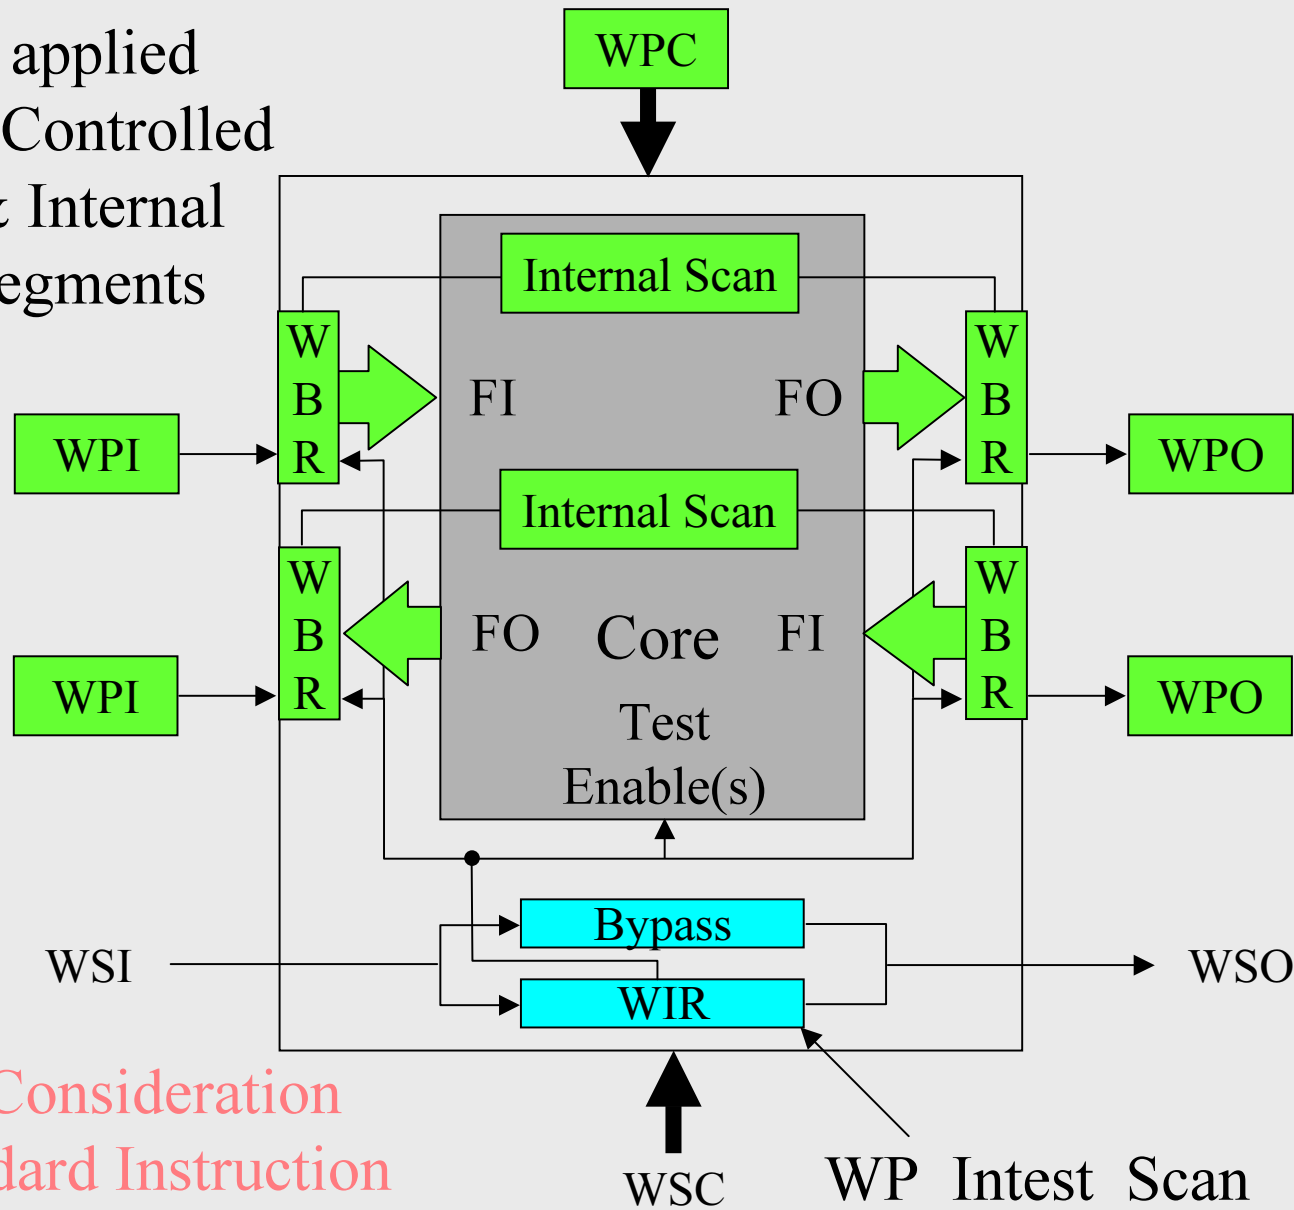 applied
Controlled
& Internal
egments
WPC
Internal Scan
W
B
R
FI
FO
W
B
R
WPI
WPO
Internal Scan
W
B
R
FO
Core
FI
W
B
R
WPI
WPO
Test
Enable(s)
Bypass
WSI
WSO
WIR
Consideration
dard Instruction
WSC
WP Intest Scan